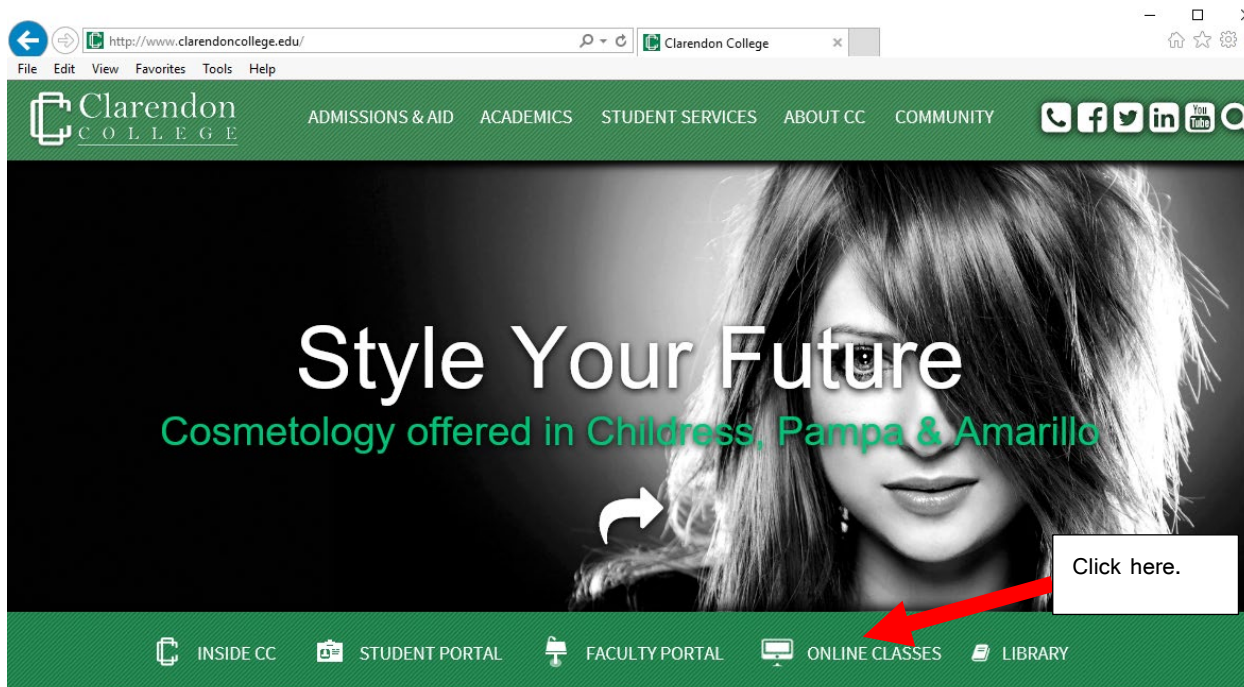 http://www.clarendoncollege.edu/
Clarendon College
File Edit View Favorites Tools Help
Clarendon
COLLEGE
ADMISSIONS & AID ACADEMICS STUDENT SERVICES ABOUT CC COMMUNITY
You
Tube
Style Your Future
Cosmetology offered in Childress, Pampa & Amarillo
Click here.
INSIDE CC STUDENT PORTAL FACULTY PORTAL ONLINE CLASSES LIBRARY